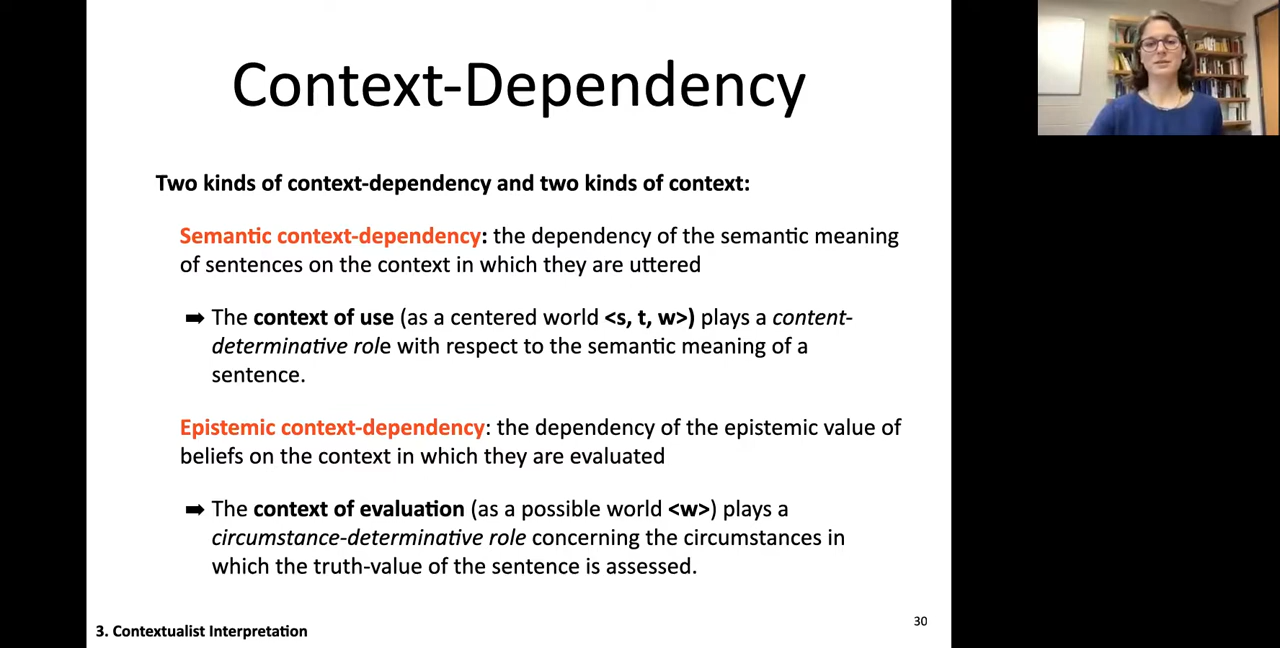 Context-Dependency
Two kinds of context-dependency and two kinds of context:
Semantic context-dependency: the dependency of the semantic meaning
of sentences on the context in which they are uttered
➡ The context of use (as a centered world <s, t, w>) plays a content-
determinative role with respect to the semantic meaning of a
sentence.
Epistemic context-dependency: the dependency of the epistemic value of
beliefs on the context in which they are evaluated
➡ The context of evaluation (as a possible world <w>) plays a
circumstance-determinative role concerning the circumstances in
which the truth-value of the sentence is assessed.
3. Contextualist Interpretation
30